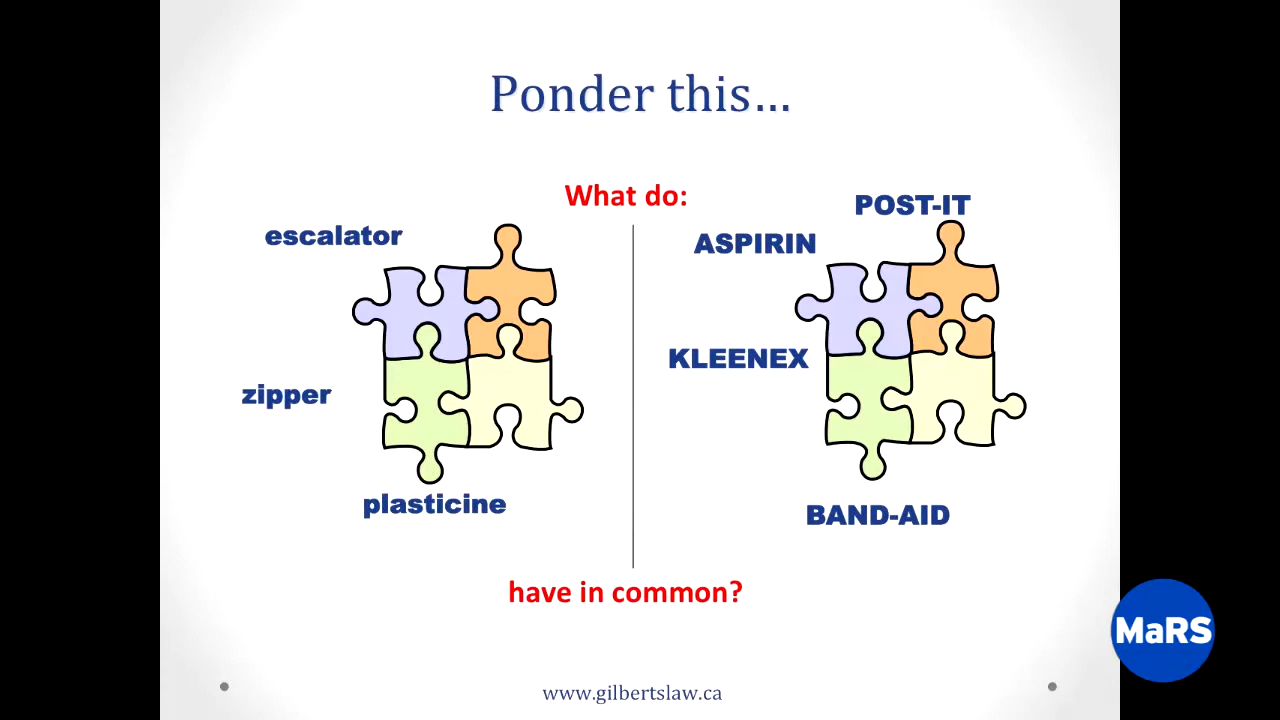 Ponder this...
What do:
escalator
zipper
plasticine
POST-IT
ASPIRIN
KLEENEX
BAND-AID
have in common?
www.gilbertslaw.ca
MaRS